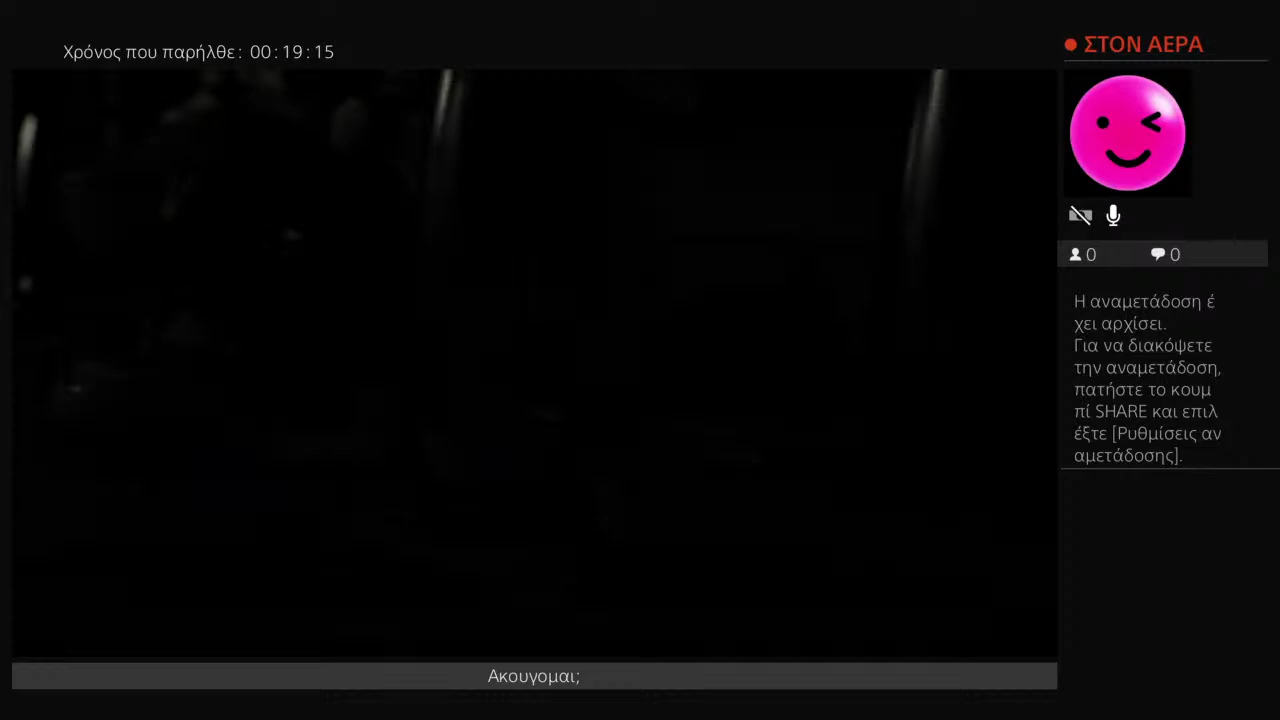 Χρόνος που παρήλθε: 00:19:15
ΣΤΟΝ ΑΕΡΑ
0 0
Η αναμετάδοση έ
χει αρχίσει.
Για να διακόψετε
την αναμετάδοση,
πατήστε το κουμ
πί SHARE και επιλ
έξτε [Ρυθμίσεις αν
αμετάδοσης].
Ακουγομαι;